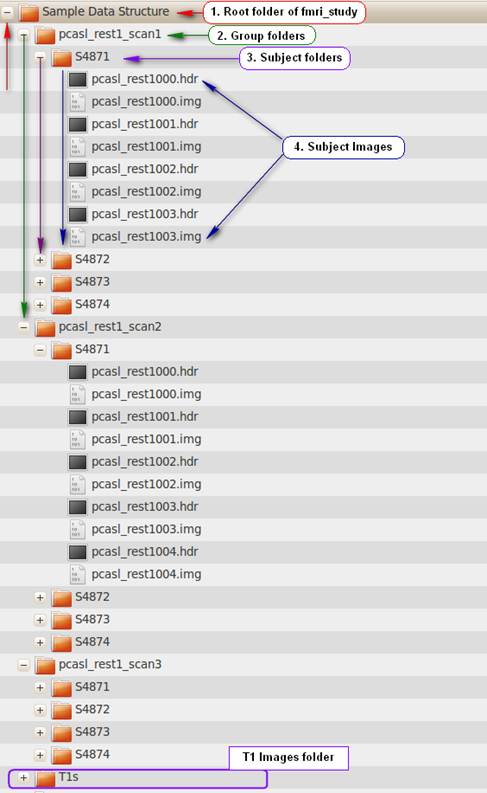 Sample Data Structure 1. Root folder of fmri_study
pcasl_rest1_scan1 2. Group folders
S4871 3. Subject folders
pcasl_rest1000.hdr
pcasl_rest1000.img
pcasl_rest1001.hdr
pcasl_rest1001.img 4. Subject Images
pcasl_rest1002.hdr
pcasl_rest1002.img
pcasl_rest1003.hdr
pcasl_rest1003.img
S4872
S4873
S4874
pcasl_rest1_scan2
S4871
pcasl_rest1000.hdr
pcasl_rest1000.img
pcasl_rest1001.hdr
pcasl_rest1001.img
pcasl_rest1002.hdr
pcasl_rest1002.img
pcasl_rest1003.hdr
pcasl_rest1003.img
pcasl_rest1004.hdr
pcasl_rest1004.img
S4872
S4873
S4874
pcasl_rest1_scan3
S4871
S4872
S4873
S4874 T1 Images folder
T1s